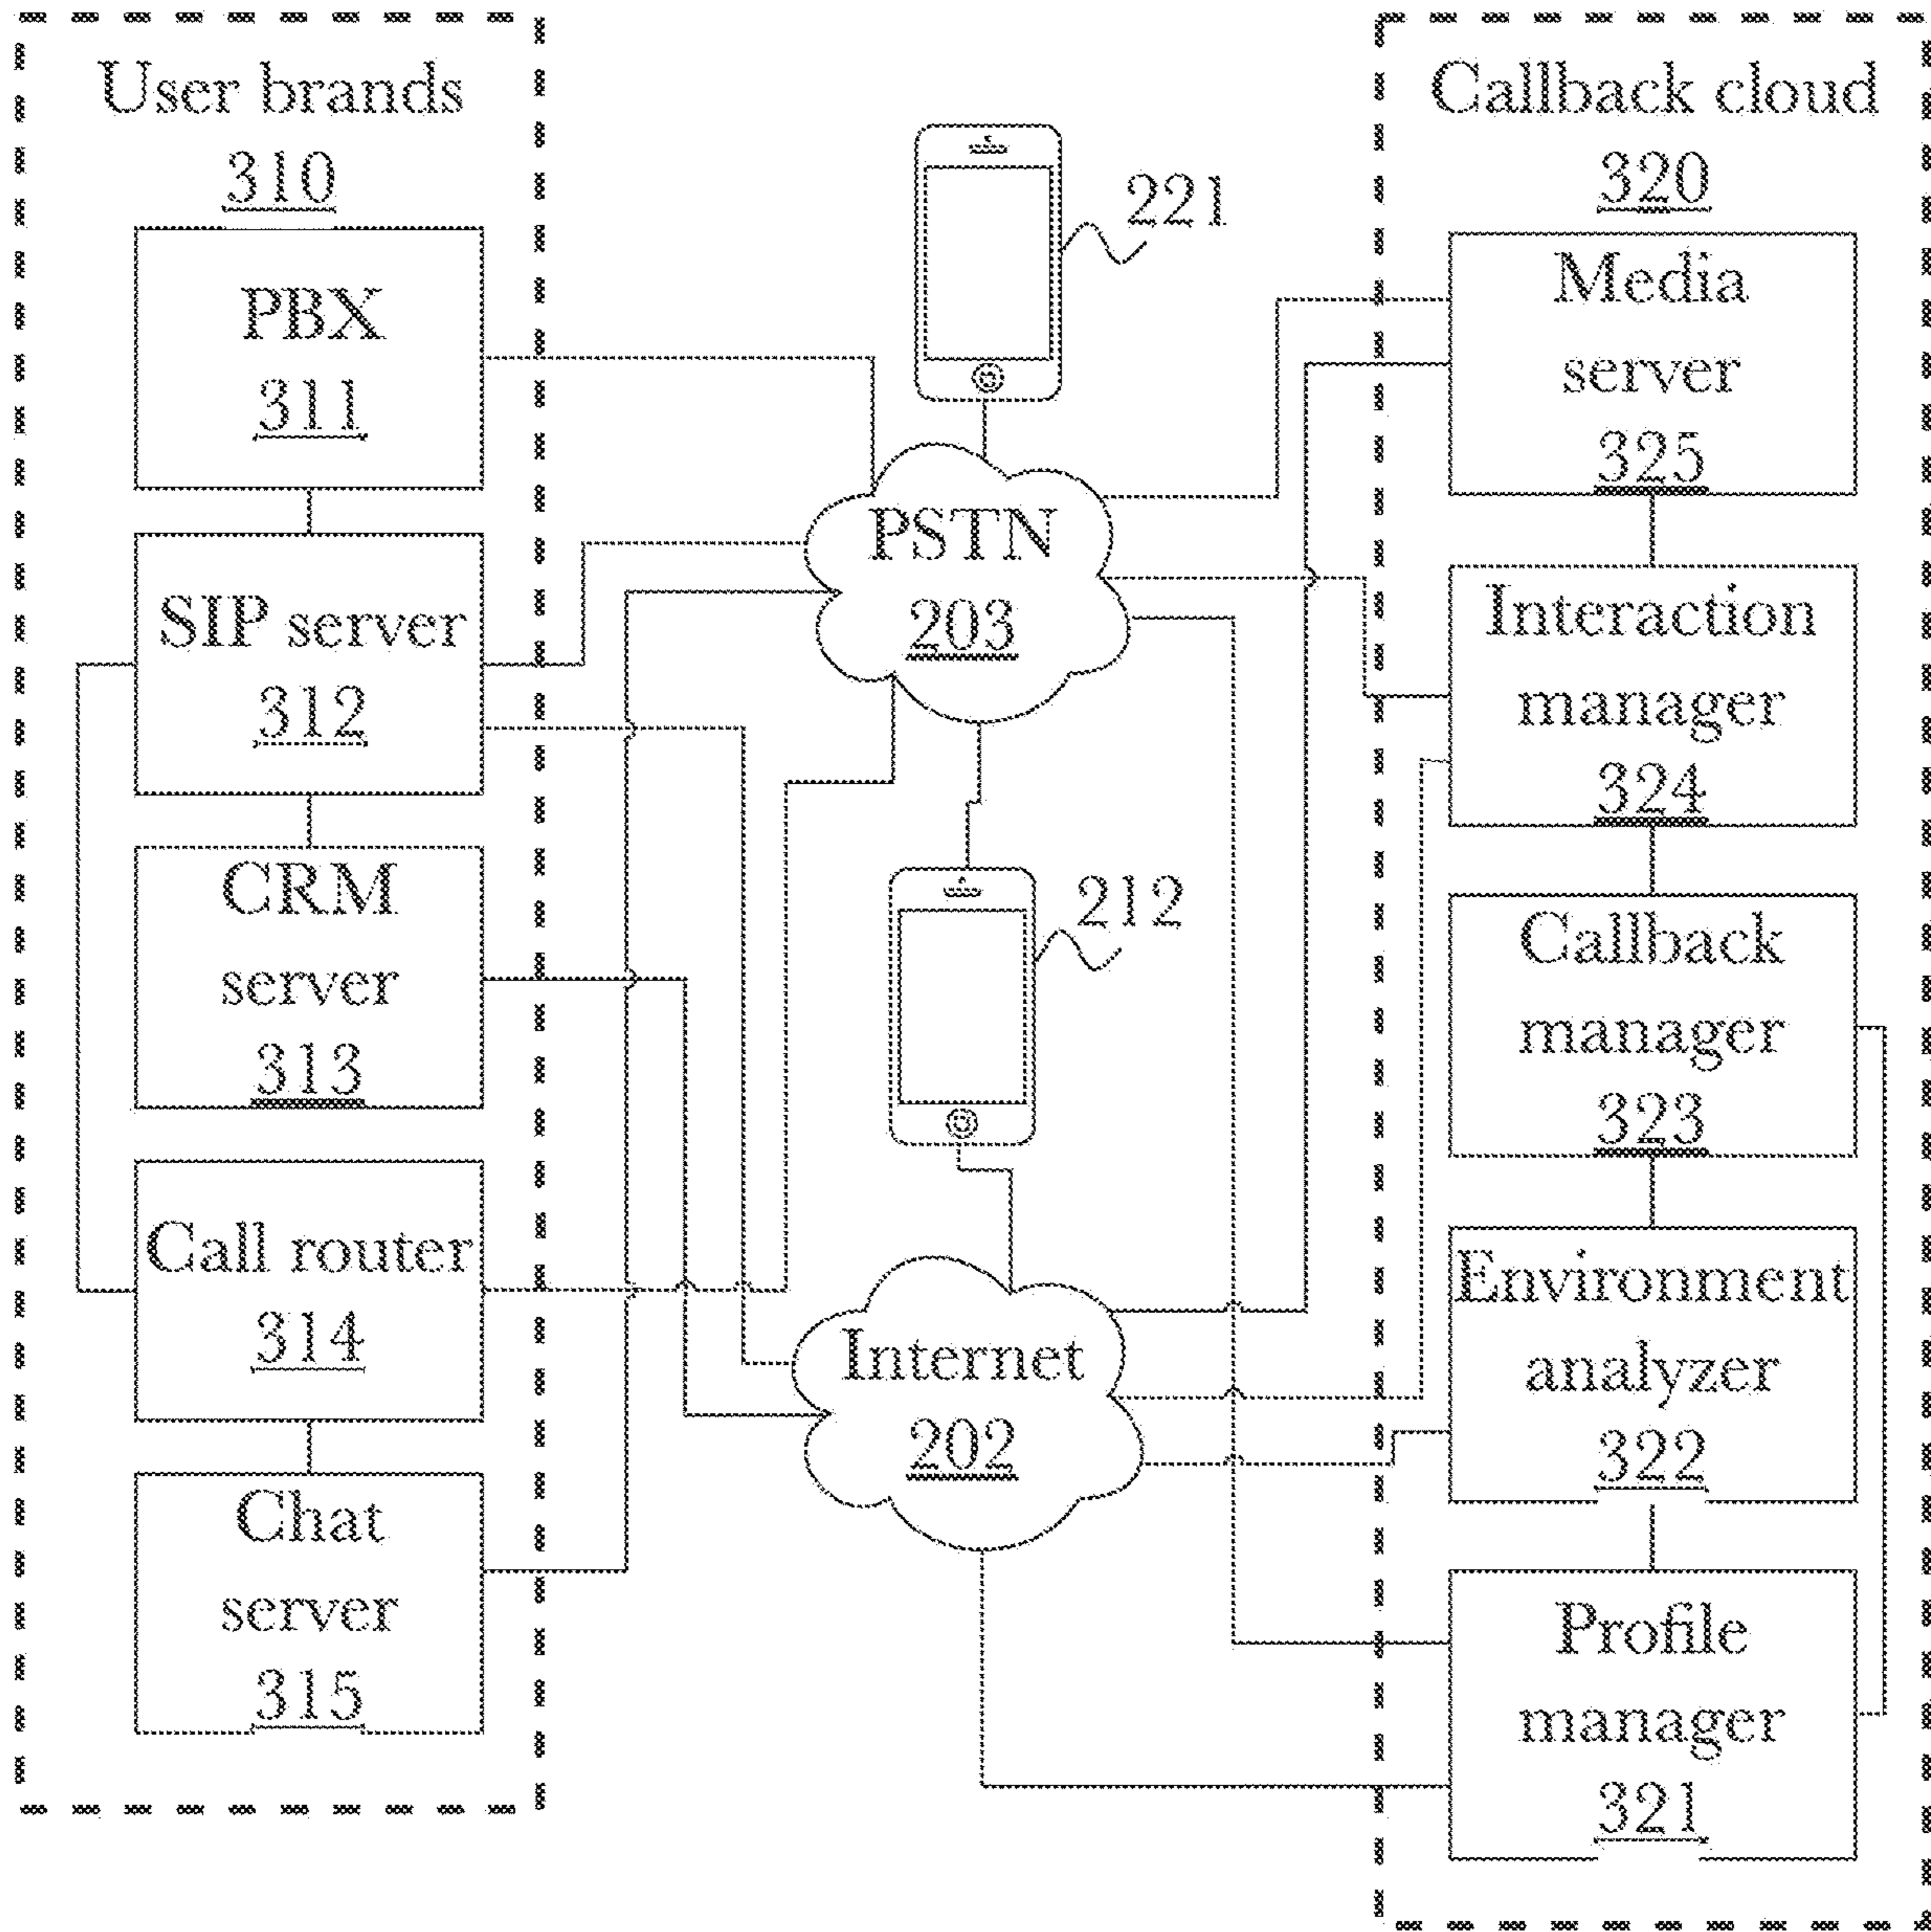 User brands
310
PBX
311
SIP server
312
CRM
server
313
Call router
314
Chat
server
315
221
PSTN
203
212
Internet
202
Callback cloud
320
Media
server
325
Interaction
manager
324
Callback
manager
323
Environment
analyzer
322
Profile
manager
321